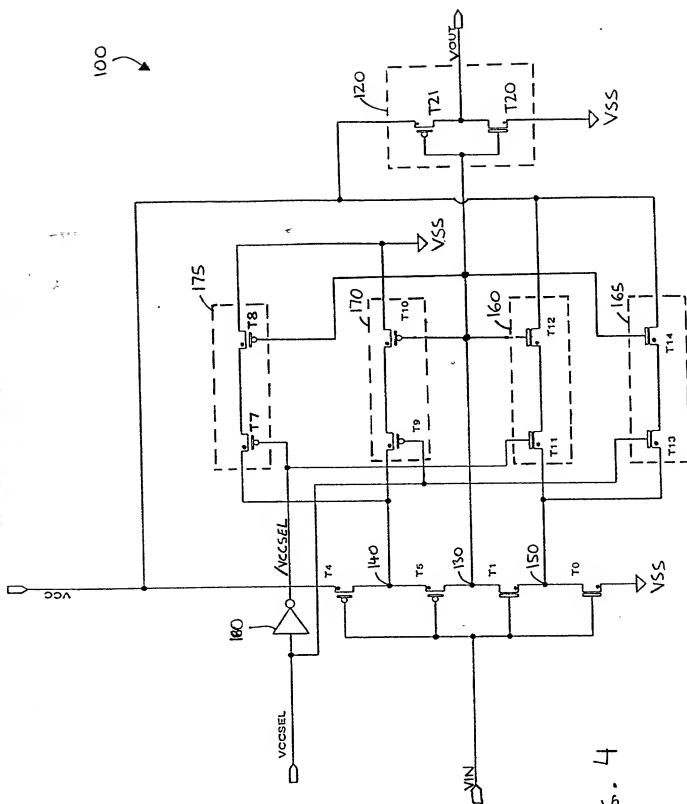 100
VCC
VCCSEL
180
/VCCSEL
175
T7
T8
170
T9
T10
VSS
160
T11
T12
165
T13
T14
120
T21
T20
VOUT
VSS
T4
140
T5
130
T1
150
T0
VSS
VIN
. 4